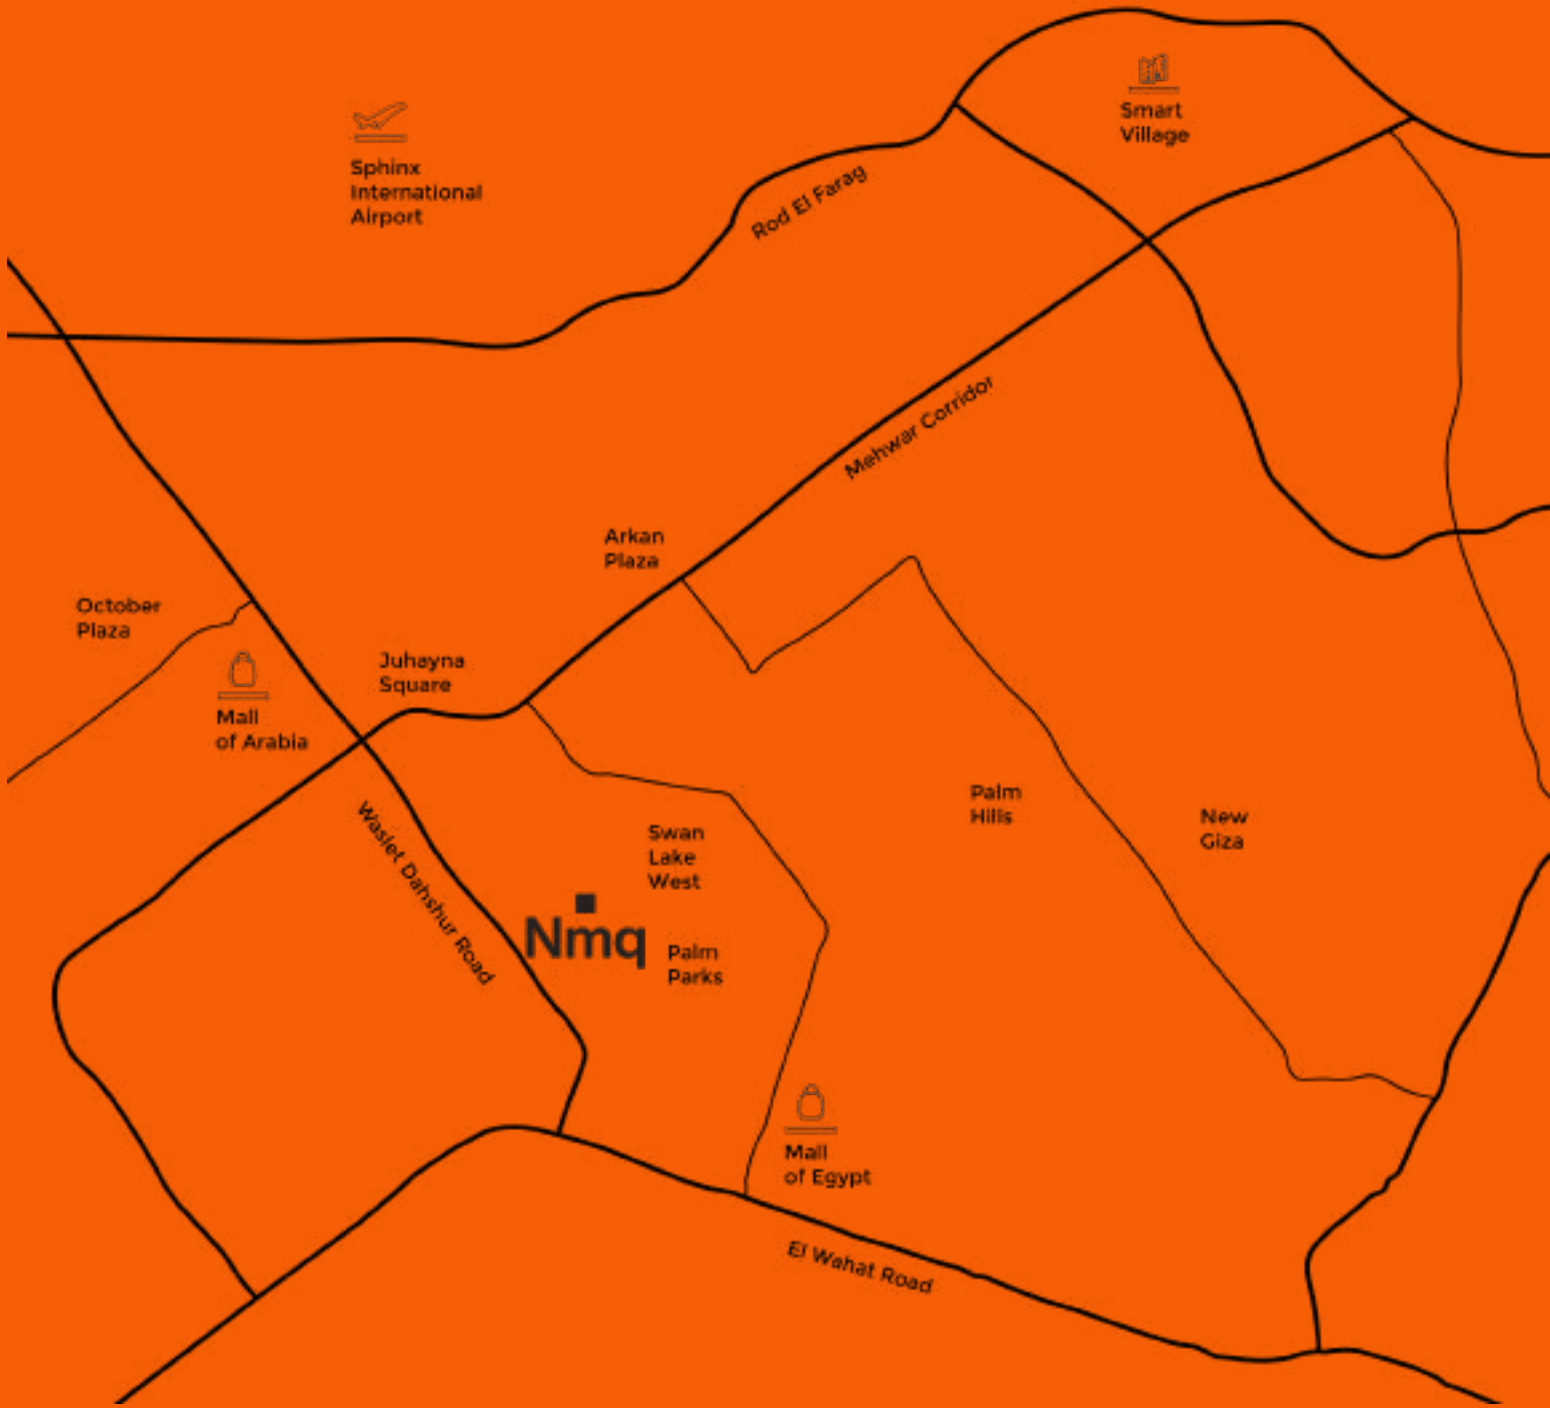 Smart
Village
Sphinx
International
Airport
Rod El Farag
Mehwar Corridor
Arkan
Plaza
October
Plaza
Juhayna
Square
Mall
of Arabia
Palm
Hills
New
Giza
Waslet Dahshur Road
Swan
Lake
West
Nmq
Palm
Parks
Mall
of Egypt
El Wahat Road